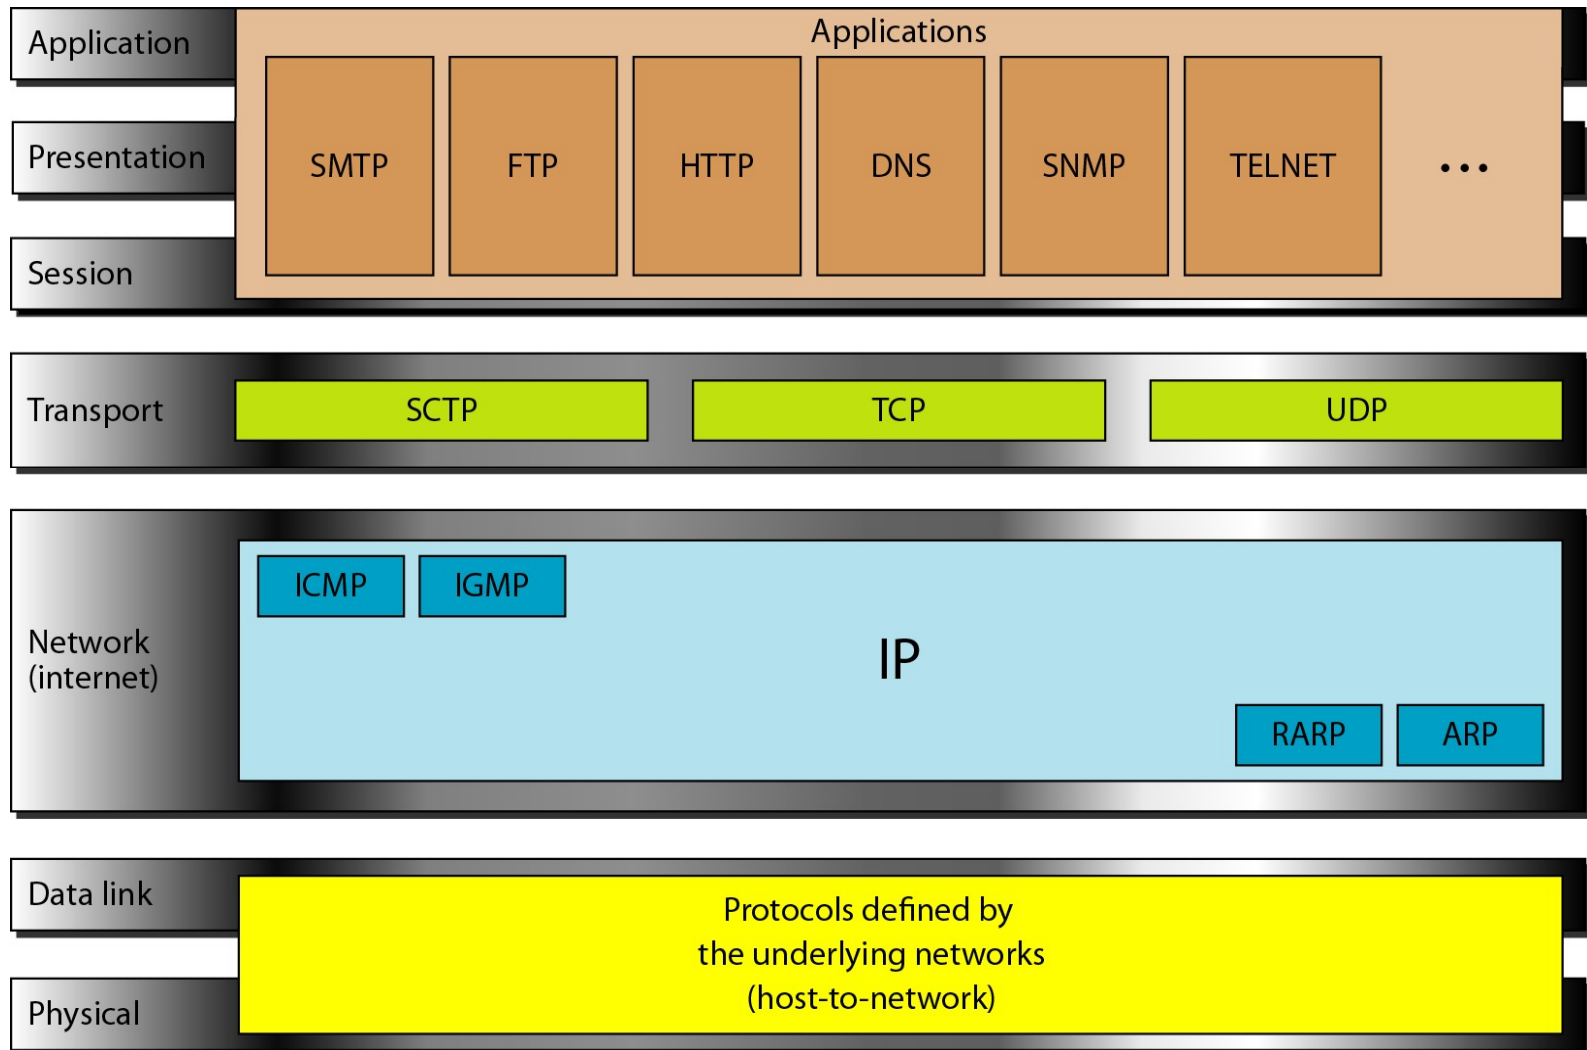 Application
Applications
Presentation
SMTP
FTP
HTTP
DNS
SNMP
TELNET
...
Session
Transport
SCTP
TCP
UDP
Network
(internet)
ICMP
IGMP
IP
RARP
ARP
Data link
Protocols defined by
the underlying networks
(host-to-network)
Physical